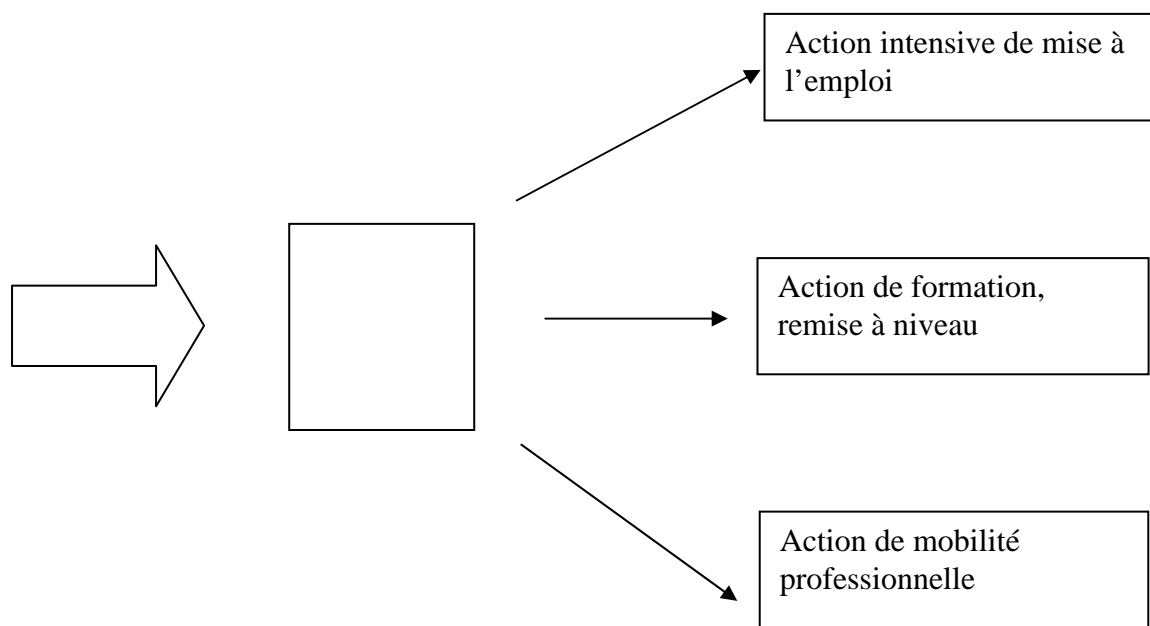 Action intensive de mise à
l’emploi
Action de formation,
remise à niveau
Action de mobilité
professionnelle